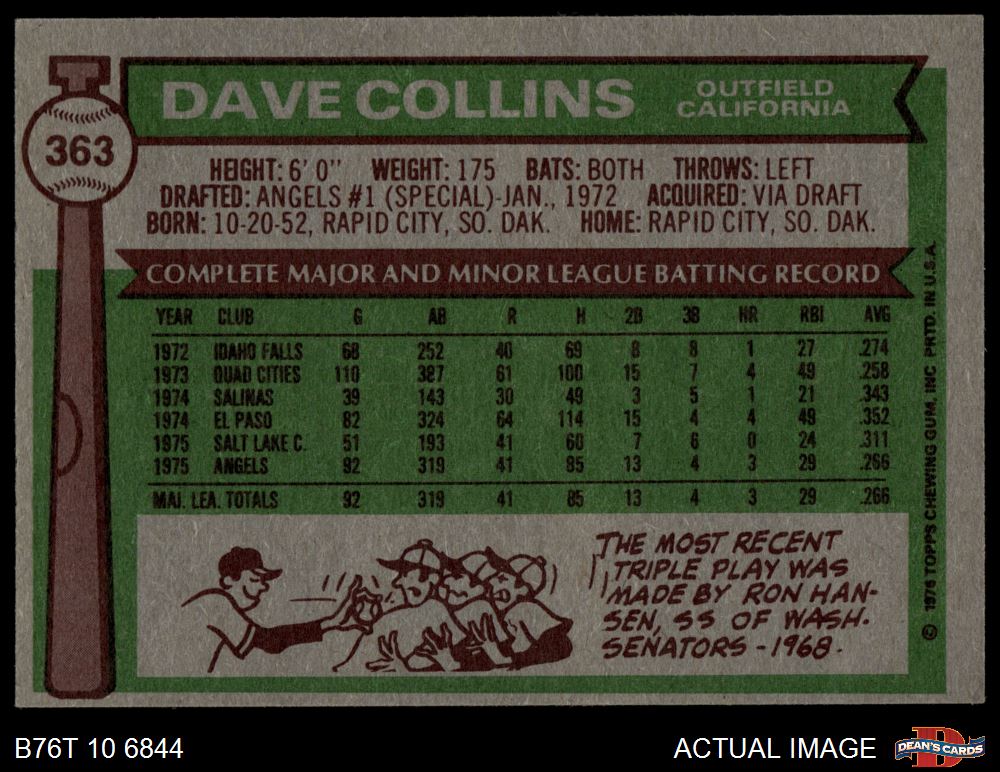 T
363
DAVE COLLINS
OUTFIELD
CALIFORNIA
HEIGHT: 6' 0" WEIGHT: 175 BATS: BOTH THROWS: LEFT
DRAFTED: ANGELS #1 (SPECIAL)-JAN., 1972 ACQUIRED: VIA DRAFT
BORN: 10-20-52, RAPID CITY, SO. DAK. HOME: RAPID CITY, SO. DAK.
COMPLETE MAJOR AND MINOR LEAGUE BATTING RECORD
YEAR CLUB G AB R H 2B 3B HR RBI AVG
1972 IDAHO FALLS 68 252 40 69 8 8 1 27 .274
1973 QUAD CITIES 110 387 61 100 15 7 4 49 .258
1974 SALINAS 39 143 30 49 3 5 1 21 .343
1974 EL PASO 82 324 64 114 15 4 4 49 .352
1975 SALT LAKE C. 51 193 41 60 7 6 0 24 .311
1975 ANGELS 92 319 41 85 13 4 3 29 .266
MAJ. LEA. TOTALS 92 319 41 85 13 4 3 29 .266
THE MOST RECENT
TRIPLE PLAY WAS
MADE BY RON HAN-
SEN, SS OF WASH.
SENATORS - 1968.
© 1976 TOPPS CHEWING GUM, INC PRTD. IN U.S.A.
B76T 10 6844
ACTUAL IMAGE
D
DEAN'S CARDS